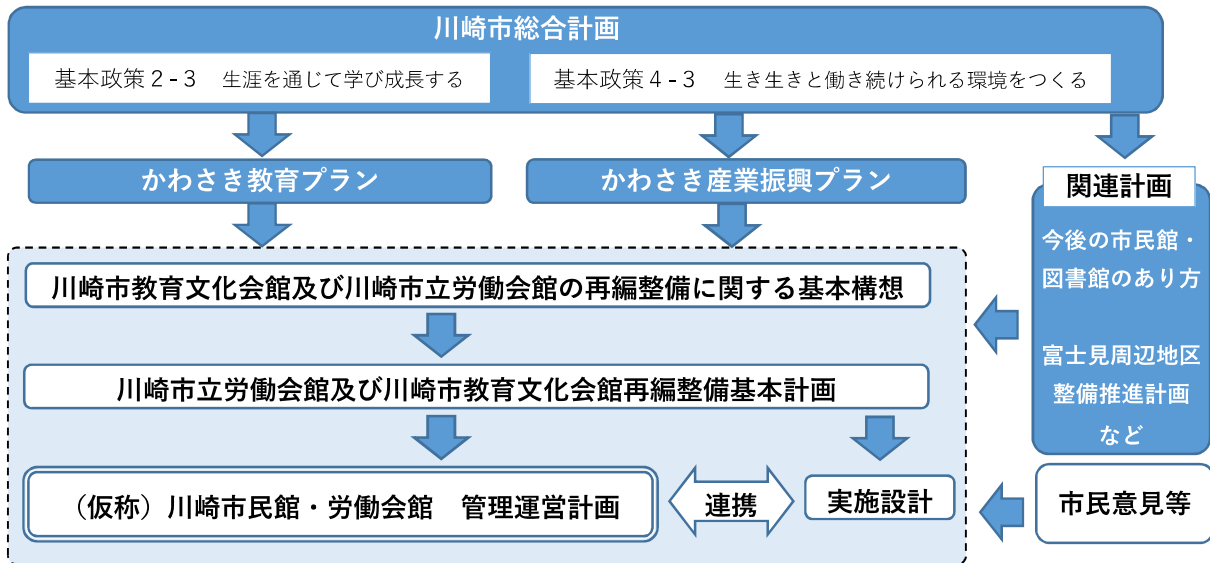 川崎市総合計画
基本政策２-３　生涯を通じて学び成長する
基本政策４-３　生き生きと働き続けられる環境をつくる
かわさき教育プラン
かわさき産業振興プラン
関連計画
今後の市民館・
図書館のあり方
富士見周辺地区
整備推進計画
など
川崎市教育文化会館及び川崎市立労働会館の再編整備に関する基本構想
川崎市立労働会館及び川崎市教育文化会館再編整備基本計画
（仮称）川崎市民館・労働会館　管理運営計画
連携
実施設計
市民意見等